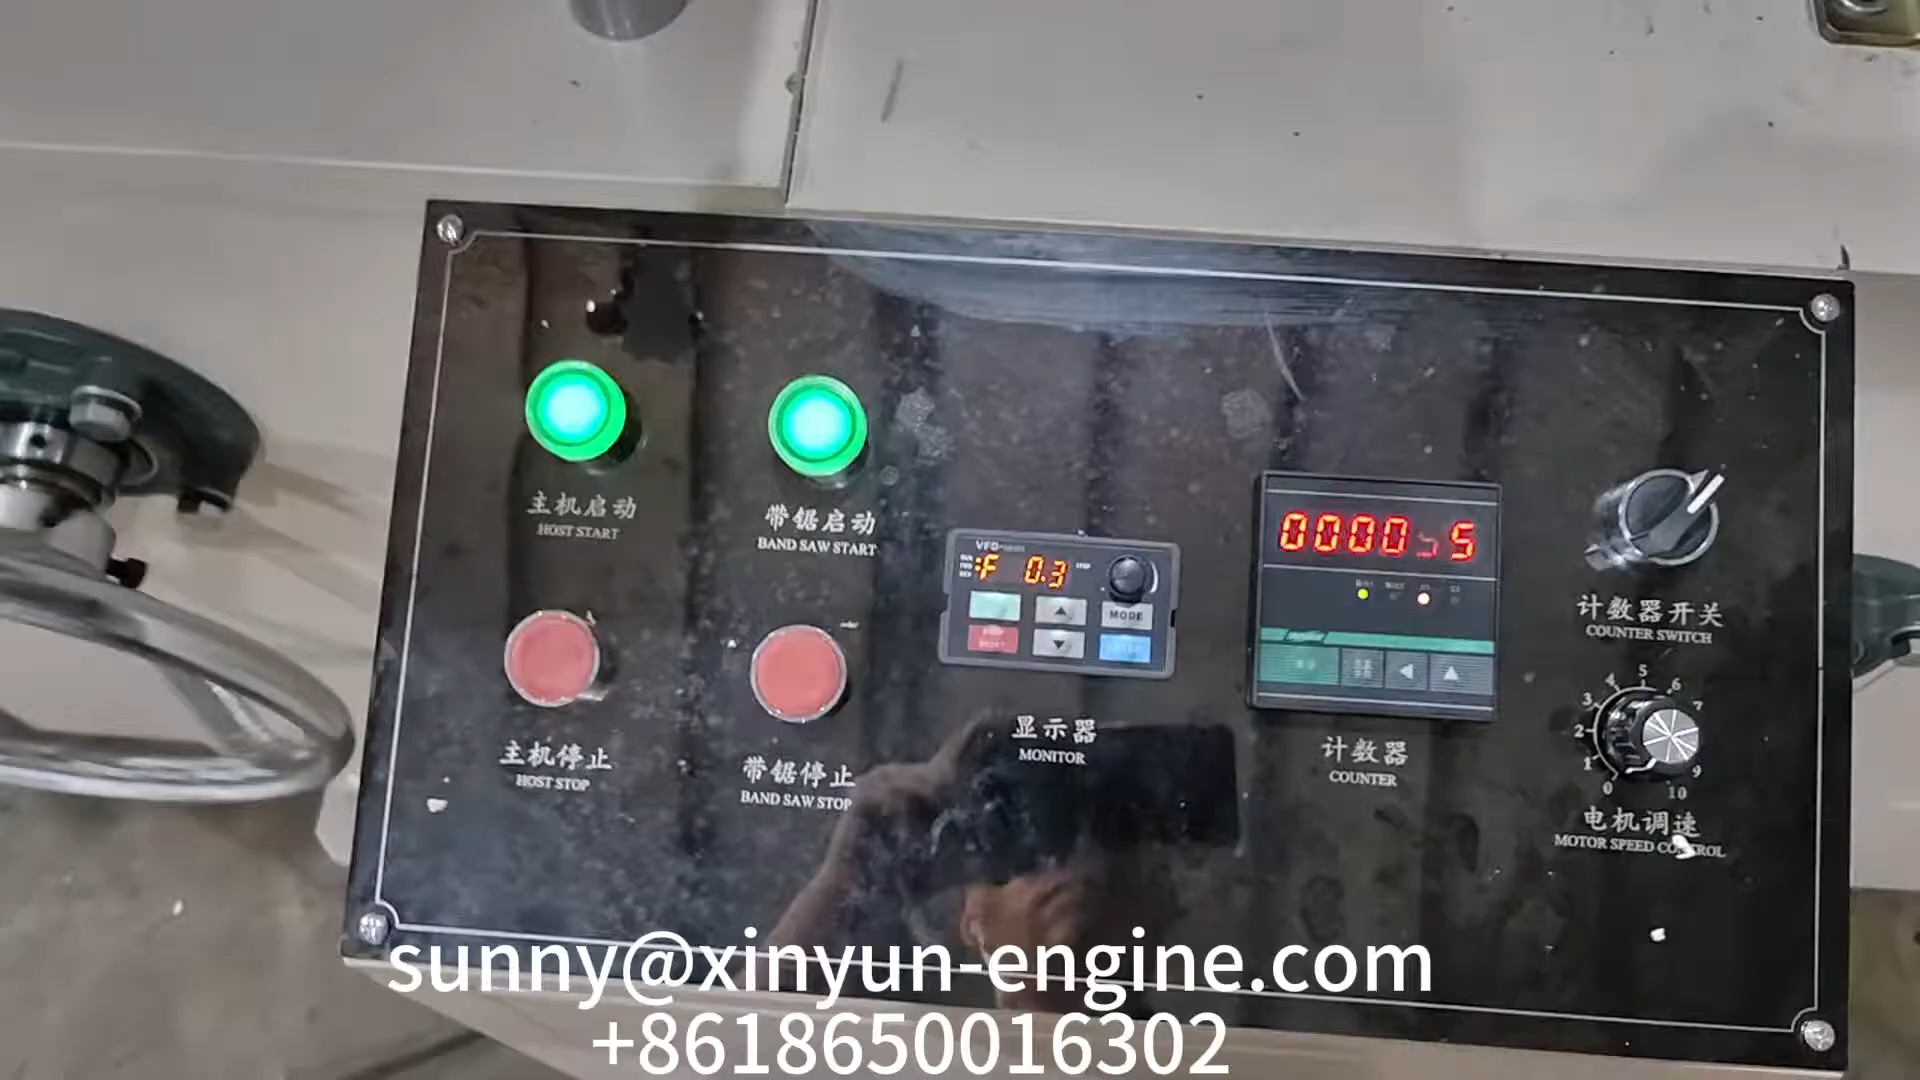 主机启动
HOST START
带锯启动
BAND SAW START
主机停止
HOST STOP
带锯停止
BAND SAW STOP
VFD
F 0.3
MODE
显示器
MONITOR
0000 5
计数器
COUNTER
计数器开关
COUNTER SWITCH
0 1 2 3 4 5 6 7 9 10
电机调速
MOTOR SPEED CONTROL
sunny@xinyun-engine.com
+8618650016302